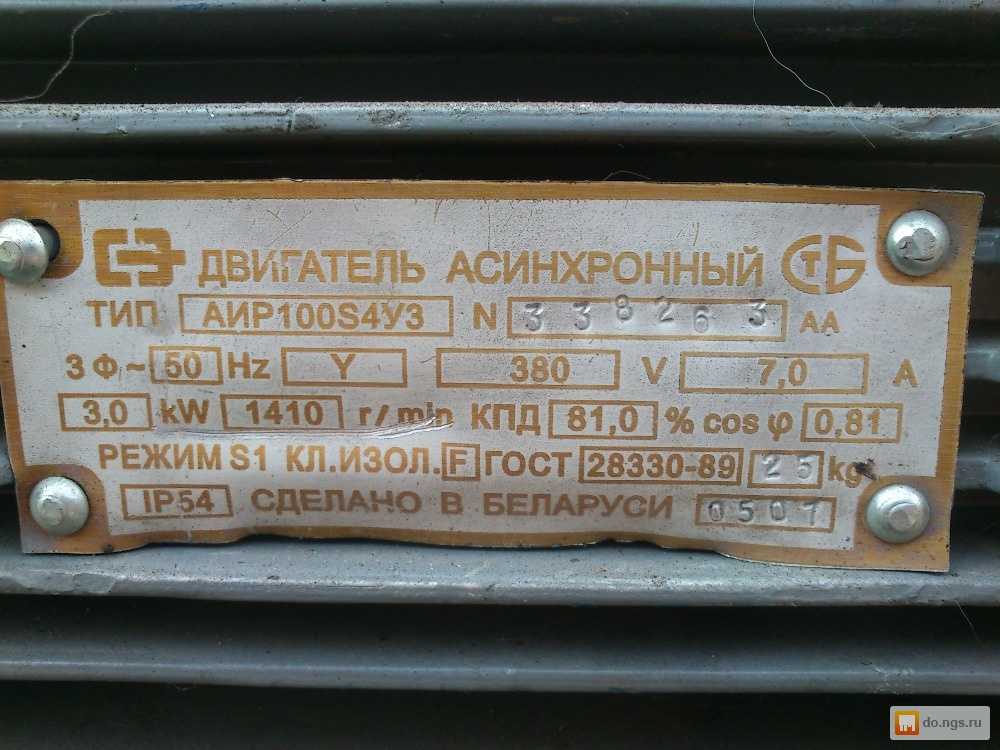 ДВИГАТЕЛЬ АСИНХРОННЫЙ СТБ
ТИП АИР100S4У3 N 338263 АА
3 Ф ~ 50 Hz Y 380 V 7,0 А
3,0 kW 1410 r/min КПД 81,0 % cos φ 0,81
РЕЖИМ S1 КЛ.ИЗОЛ. F ГОСТ 28330-89 25 kg
IP54 СДЕЛАНО В БЕЛАРУСИ 0501
do.ngs.ru